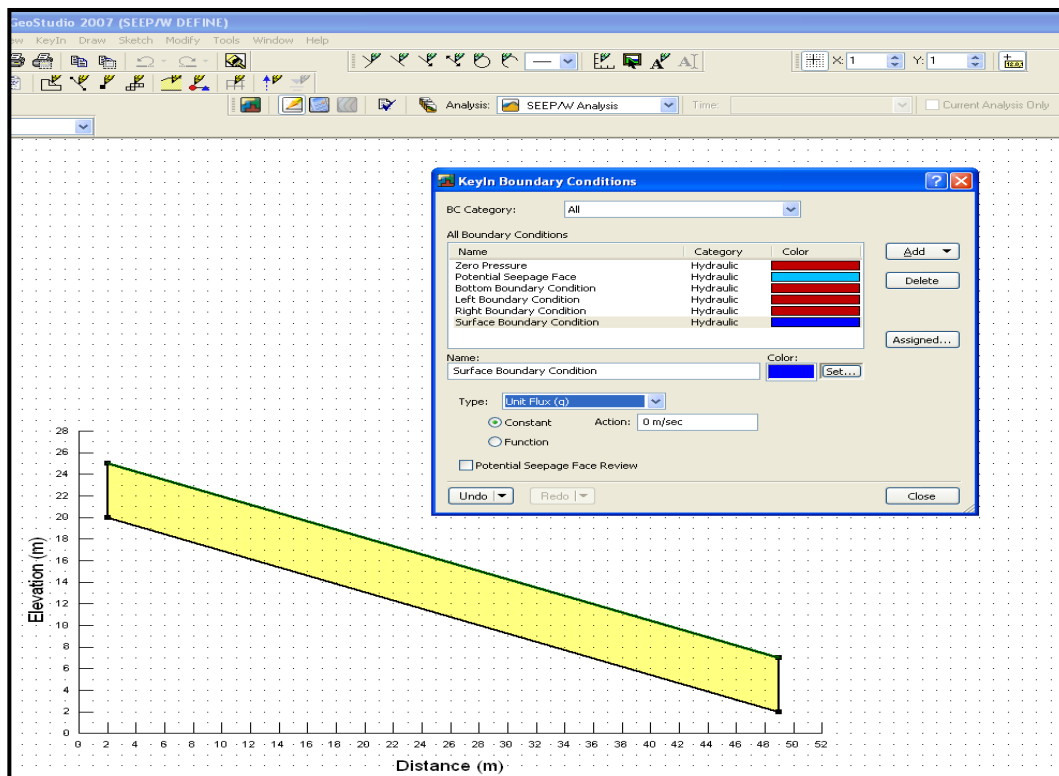 GeoStudio 2007 (SEEP/W DEFINE)
ew KeyIn Draw Sketch Modify Tools Window Help
X: 1 Y: 1
Analysis: SEEP/W Analysis Time: Current Analysis Only
KeyIn Boundary Conditions
BC Category: All
All Boundary Conditions
Name Category Color
Zero Pressure Hydraulic
Potential Seepage Face Hydraulic
Bottom Boundary Condition Hydraulic
Left Boundary Condition Hydraulic
Right Boundary Condition Hydraulic
Surface Boundary Condition Hydraulic
Add
Delete
Assigned...
Name: Color:
Surface Boundary Condition Set...
Type: Unit Flux (q)
Constant Action: 0 m/sec
Function
Potential Seepage Face Review
Undo Redo Close
28
26
24
22
20
18
16
14
12
10
8
6
4
2
0
Elevation (m)
0 2 4 6 8 10 12 14 16 18 20 22 24 26 28 30 32 34 36 38 40 42 44 46 48 50 52
Distance (m)